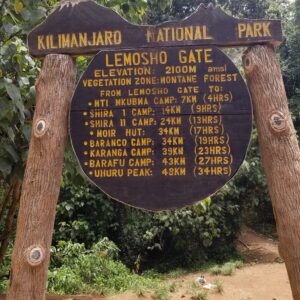 KILIMANJARO NATIONAL PARK
LEMOSHO GATE
ELEVATION: 2100M amsl
VEGETATION ZONE: MONTANE FOREST
FROM LEMOSHO GATE TO:
• MTI MKUBWA CAMP: 7KM (4HRS)
• SHIRA 1 CAMP: 14KM (9HRS)
• SHIRA 11 CAMP: 24KM (13HRS)
• MOIR HUT: 34KM (17HRS)
• BARANCO CAMP: 34KM (19HRS)
• KARANGA CAMP: 39KM (23HRS)
• BARAFU CAMP: 43KM (27HRS)
• UHURU PEAK: 48KM (34HRS)